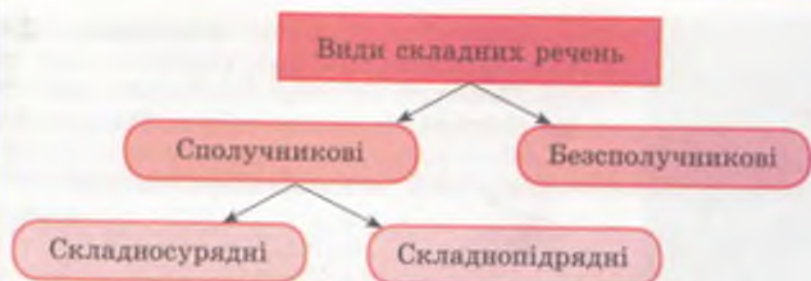 Види складних речень
Сполучникові
Безсполучникові
Складносурядні
Складнопідрядні